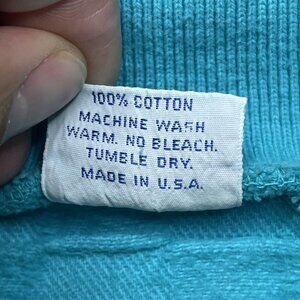 100% COTTON
MACHINE WASH
WARM. NO BLEACH.
TUMBLE DRY.
MADE IN U.S.A.